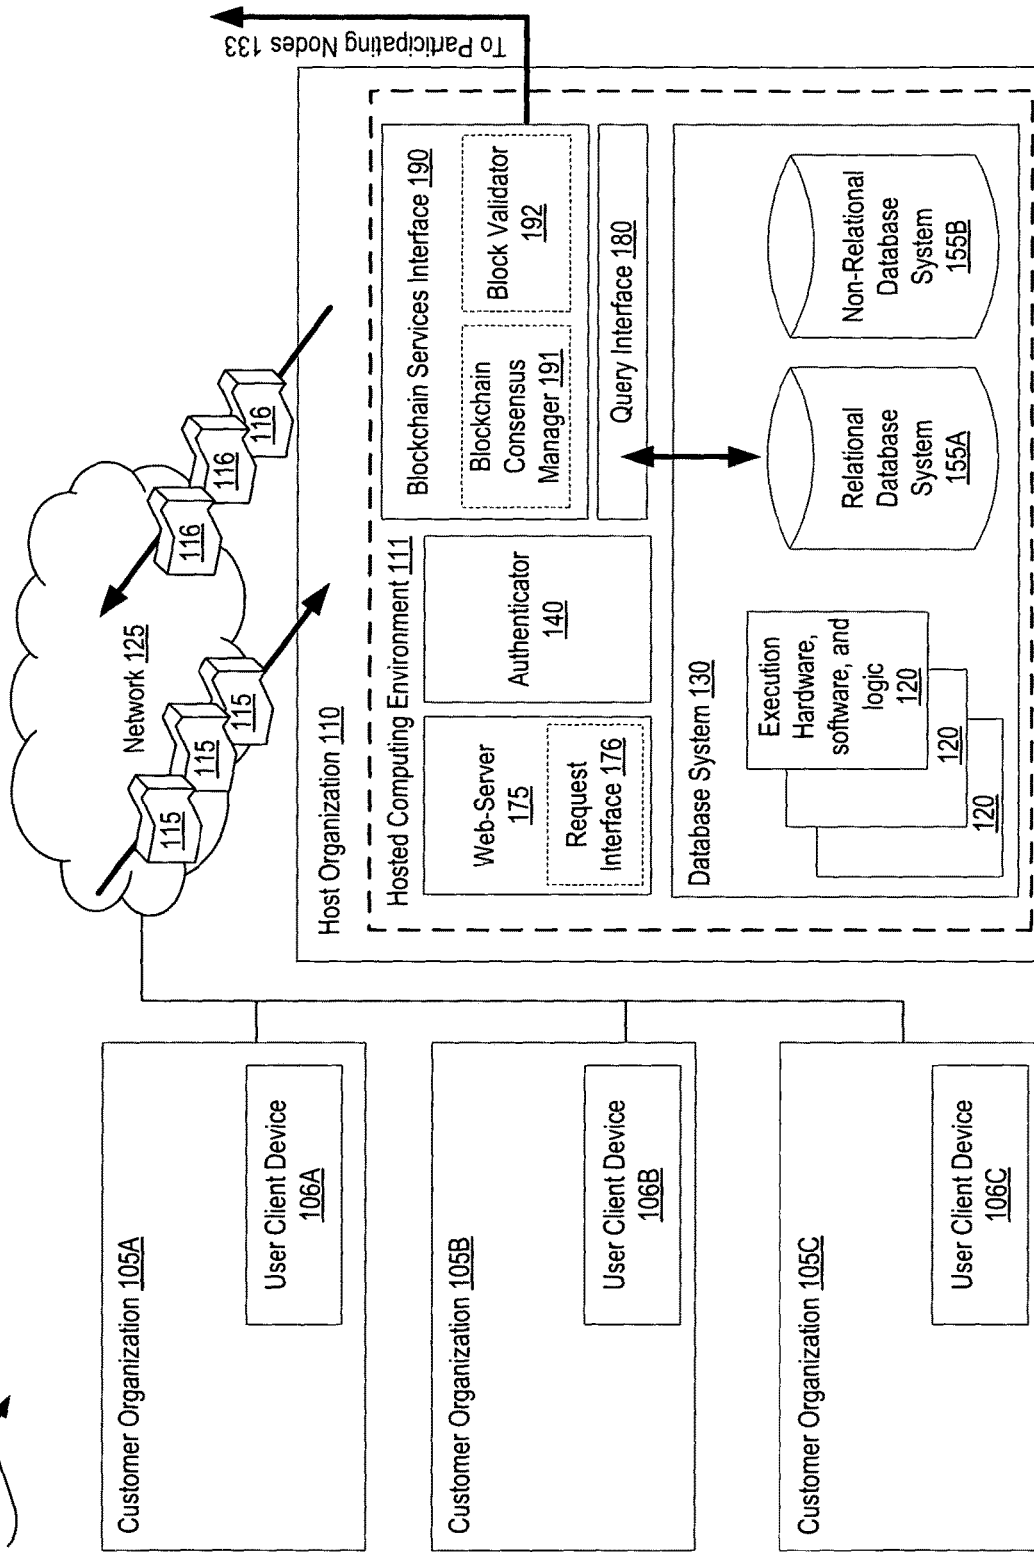 Customer Organization 105A
User Client Device
106A
Customer Organization 105B
User Client Device
106B
Customer Organization 105C
User Client Device
106C
Network 125
115
115
115
116
116
116
To Participating Nodes 133
Host Organization 110
Hosted Computing Environment 111
Web-Server
175
Request
Interface 176
Authenticator
140
Blockchain Services Interface 190
Blockchain
Consensus
Manager 191
Block Validator
192
Query Interface 180
Database System 130
Execution
Hardware,
software, and
logic
120
120
120
Relational
Database
System
155A
Non-Relational
Database
System
155B